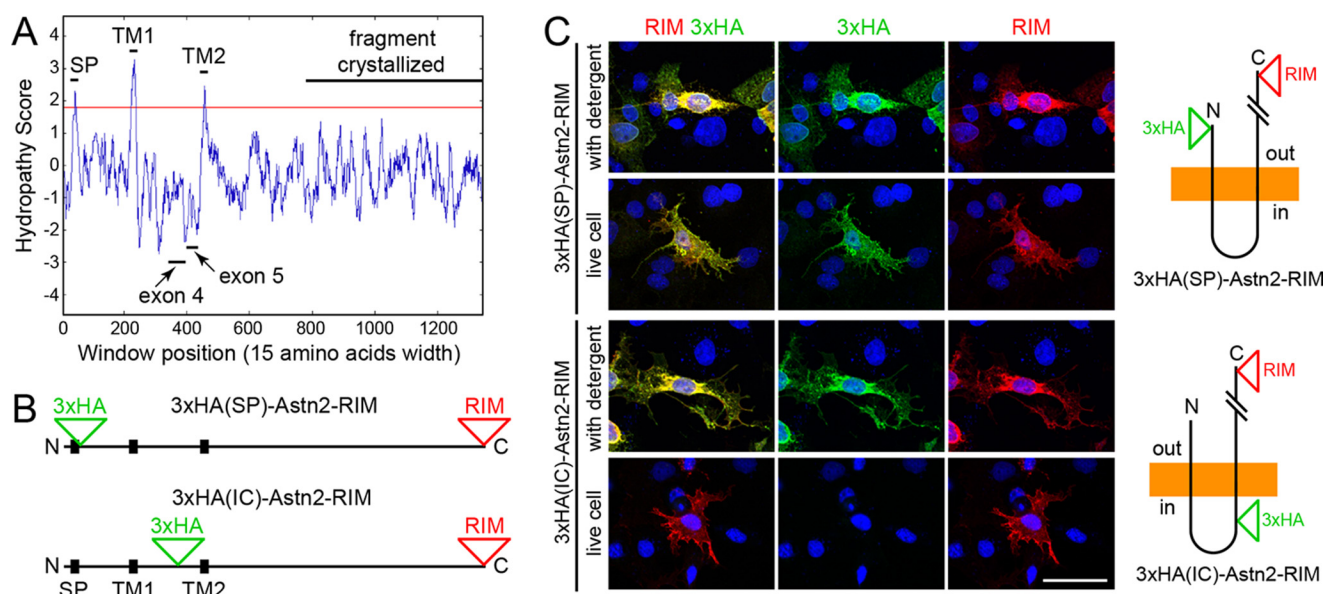 A
Hydropathy Score
4
3
2
1
0
-1
-2
-3
-4
SP
TM1
TM2
fragment
crystallized
exon 4
exon 5
0
200
400
600
800
1000
1200
Window position (15 amino acids width)
B
3xHA
3xHA(SP)-Astn2-RIM
RIM
N
C
3xHA(IC)-Astn2-RIM
3xHA
RIM
N
C
SP
TM1
TM2
C
RIM 3xHA
3xHA
RIM
3xHA(SP)-Astn2-RIM
with detergent
live cell
3xHA(IC)-Astn2-RIM
with detergent
live cell
C
RIM
N
3xHA
out
in
3xHA(SP)-Astn2-RIM
C
RIM
N
out
in
3xHA
3xHA(IC)-Astn2-RIM